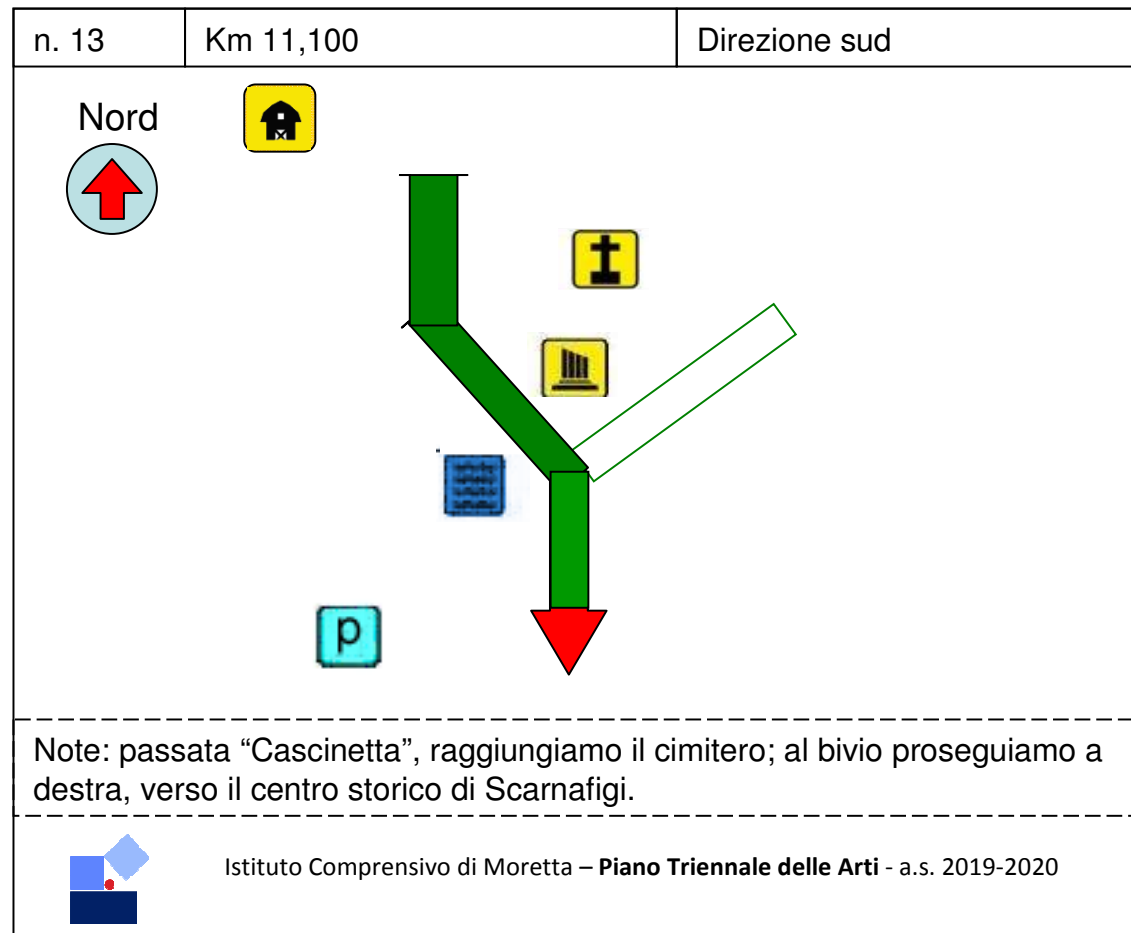 n. 13 Km 11,100 Direzione sud
Nord
p
Note: passata “Cascinetta”, raggiungiamo il cimitero; al bivio proseguiamo a
destra, verso il centro storico di Scarnafigi.
Istituto Comprensivo di Moretta – Piano Triennale delle Arti - a.s. 2019-2020